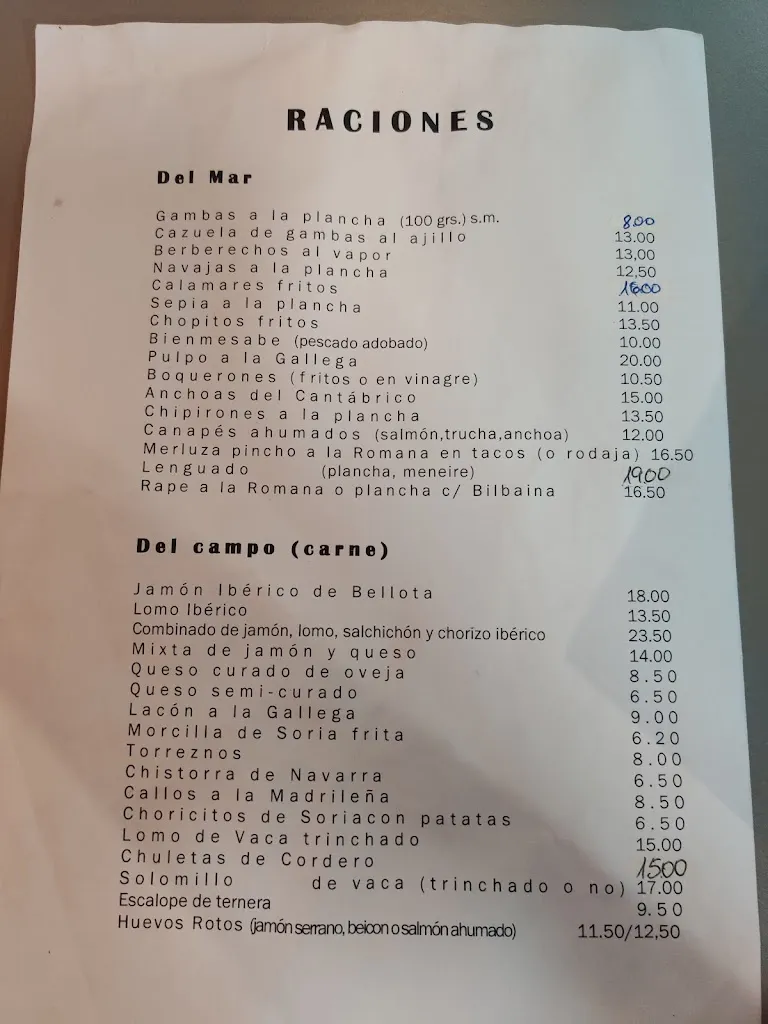 RACIONES
Del Mar
Gambas a la plancha (100 grs.) s.m. 8.00
Cazuela de gambas al ajillo 13.00
Berberechos al vapor 13,00
Navajas a la plancha 12,50
Calamares fritos
Sepia a la plancha 11.00
Chopitos fritos 13.50
Bienmesabe (pescado adobado) 10.00
Pulpo a la Gallega 20.00
Boquerones (fritos o en vinagre) 10.50
Anchoas del Cantábrico 15.00
Chipirones a la plancha 13.50
Canapés ahumados (salmón,trucha,anchoa) 12.00
Merluza pincho a la Romana en tacos (o rodaja) 16.50
Lenguado (plancha, meneire) 19.00
Rape a la Romana o plancha c/ Bilbaina 16.50
Del campo (carne)
Jamón Ibérico de Bellota 18.00
Lomo Ibérico 13.50
Combinado de jamón, lomo, salchichón y chorizo ibérico 23.50
Mixta de jamón y queso 14.00
Queso curado de oveja 8.50
Queso semi-curado 6.50
Lacón a la Gallega 9.00
Morcilla de Soria frita 6.20
Torreznos 8.00
Chistorra de Navarra 6.50
Callos a la Madrileña 8.50
Choricitos de Soriacon patatas 6.50
Lomo de Vaca trinchado 15.00
Chuletas de Cordero 15.00
Solomillo de vaca (trinchado o no) 17.00
Escalope de ternera 9.50
Huevos Rotos (jamón serrano, beicon o salmón ahumado) 11.50/12,50